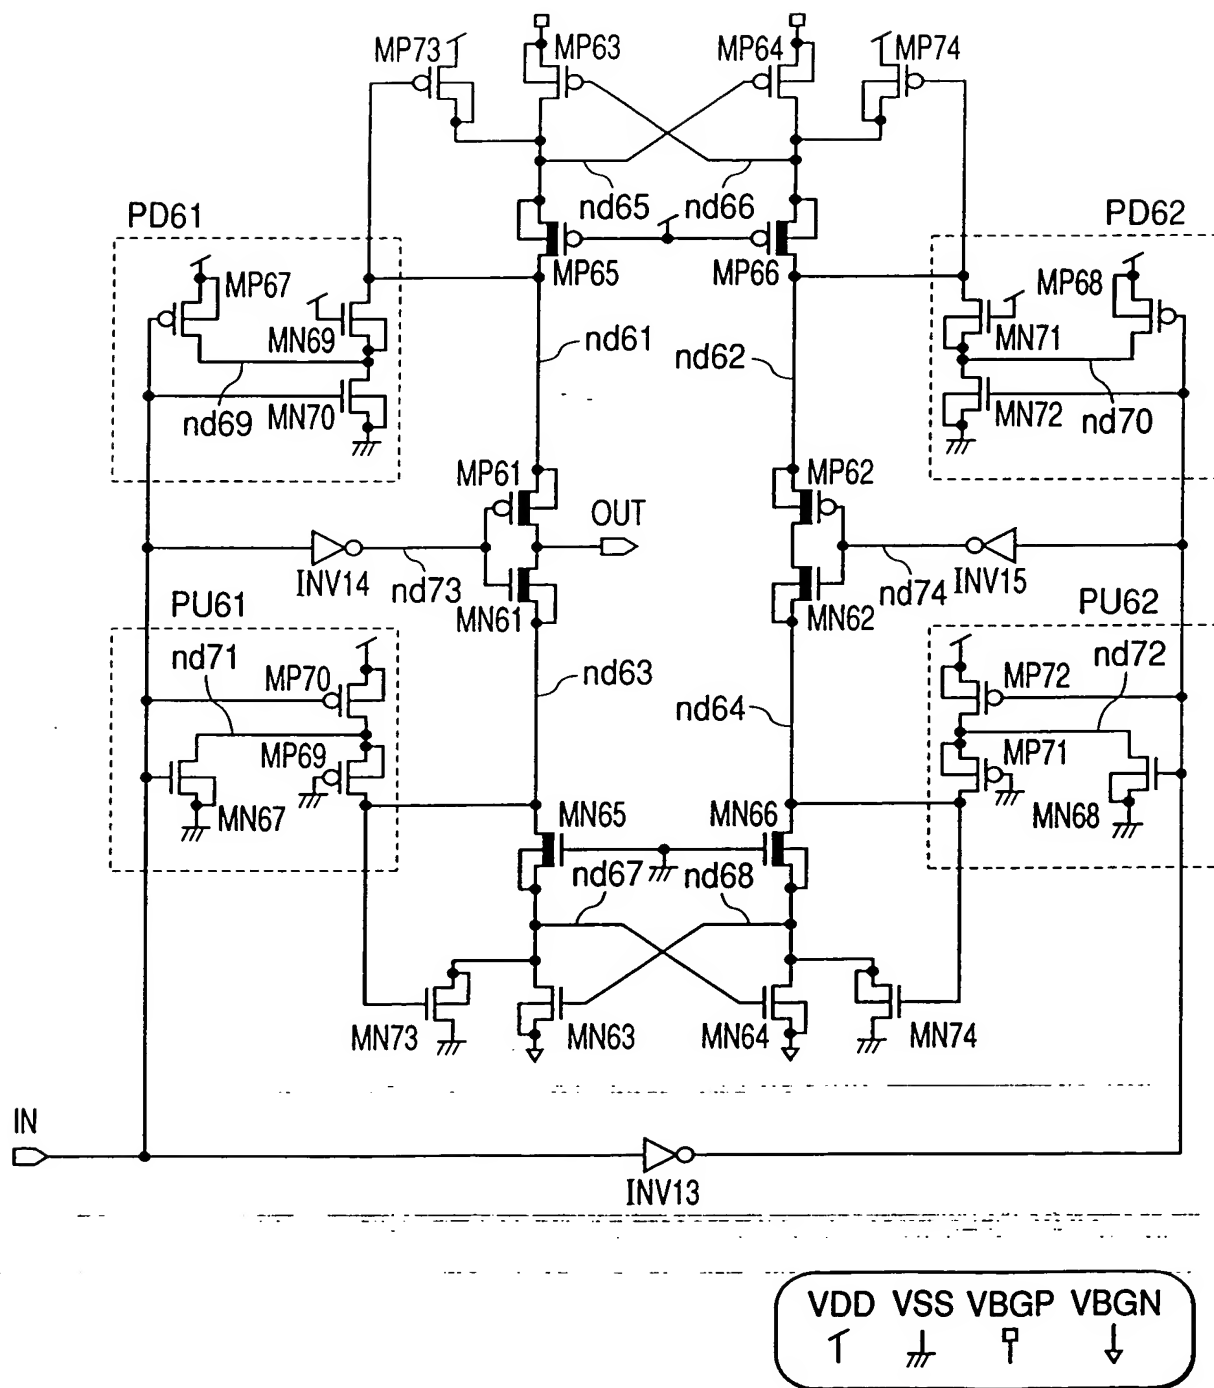 MP73 MP63 MP64 MP74
nd65 nd66
PD61 PD62
MP65 MP66
MP67 MP68
MN69 MN71
nd61 nd62
nd69 MN70 MN72 nd70
MP61 MP62
OUT
INV14 nd73 nd74 INV15
MN61 MN62
PU61 PU62
nd71 nd72
MP70 MP72
nd63 nd64
MP69 MP71
MN67 MN65 MN66 MN68
nd67 nd68
MN73 MN63 MN64 MN74
IN
INV13
VDD VSS VBGP VBGN